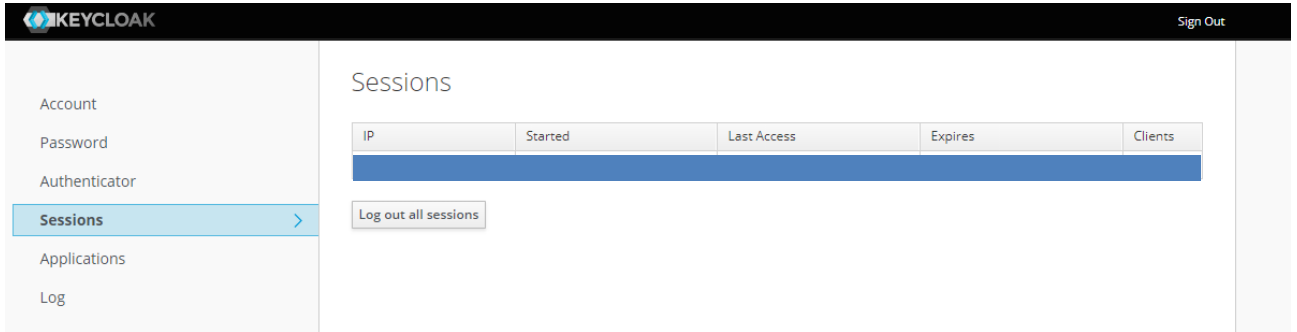 KEYCLOAK
Sign Out
Account
Password
Authenticator
Sessions
Applications
Log
Sessions
IP Started Last Access Expires Clients
Log out all sessions